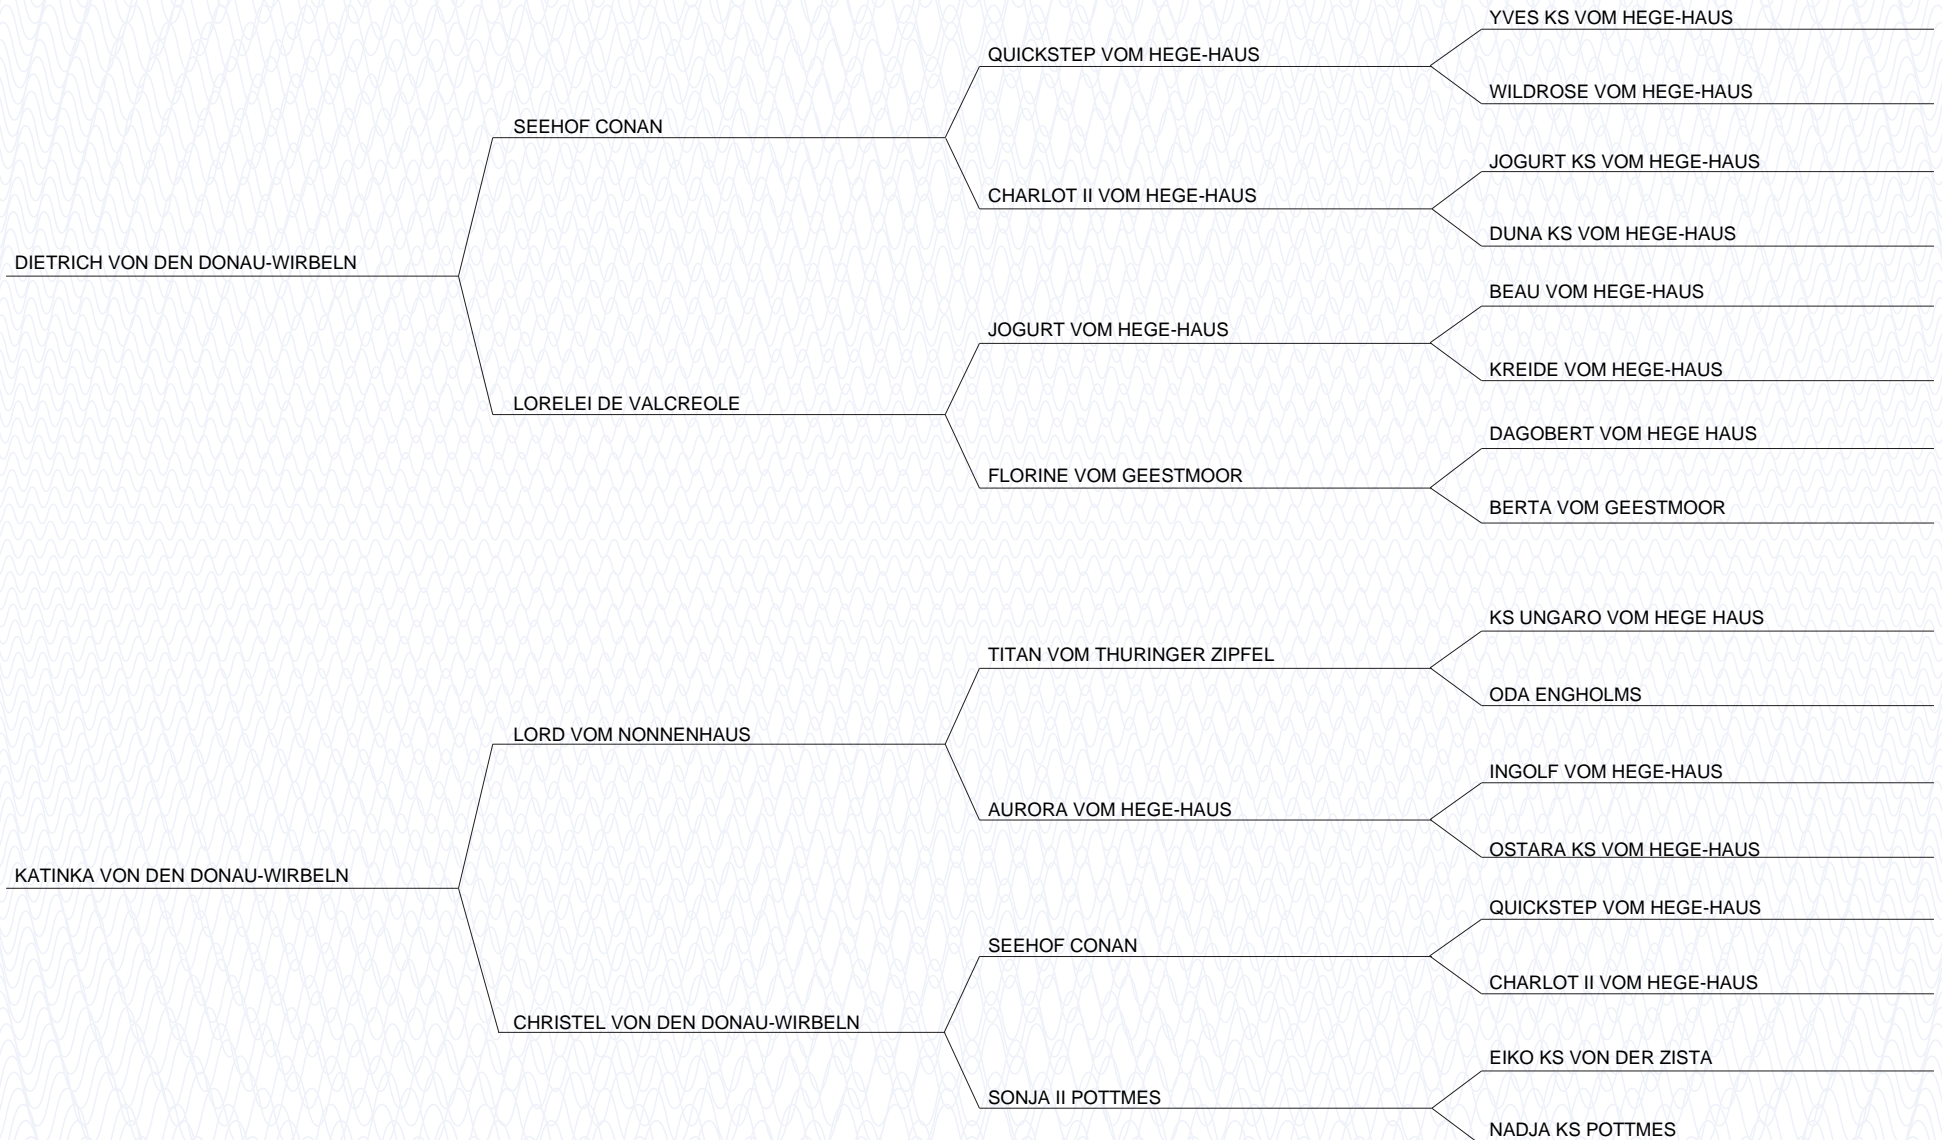 YVES KS VOM HEGE-HAUS
QUICKSTEP VOM HEGE-HAUS
WILDROSE VOM HEGE-HAUS
SEEHOF CONAN
JOGURT KS VOM HEGE-HAUS
CHARLOT II VOM HEGE-HAUS
DUNA KS VOM HEGE-HAUS
DIETRICH VON DEN DONAU-WIRBELN
BEAU VOM HEGE-HAUS
JOGURT VOM HEGE-HAUS
KREIDE VOM HEGE-HAUS
LORELEI DE VALCREOLE
DAGOBERT VOM HEGE HAUS
FLORINE VOM GEESTMOOR
BERTA VOM GEESTMOOR
KS UNGARO VOM HEGE HAUS
TITAN VOM THURINGER ZIPFEL
ODA ENGHOLMS
LORD VOM NONNENHAUS
INGOLF VOM HEGE-HAUS
AURORA VOM HEGE-HAUS
OSTARA KS VOM HEGE-HAUS
KATINKA VON DEN DONAU-WIRBELN
QUICKSTEP VOM HEGE-HAUS
SEEHOF CONAN
CHARLOT II VOM HEGE-HAUS
CHRISTEL VON DEN DONAU-WIRBELN
EIKO KS VON DER ZISTA
SONJA II POTTMES
NADJA KS POTTMES